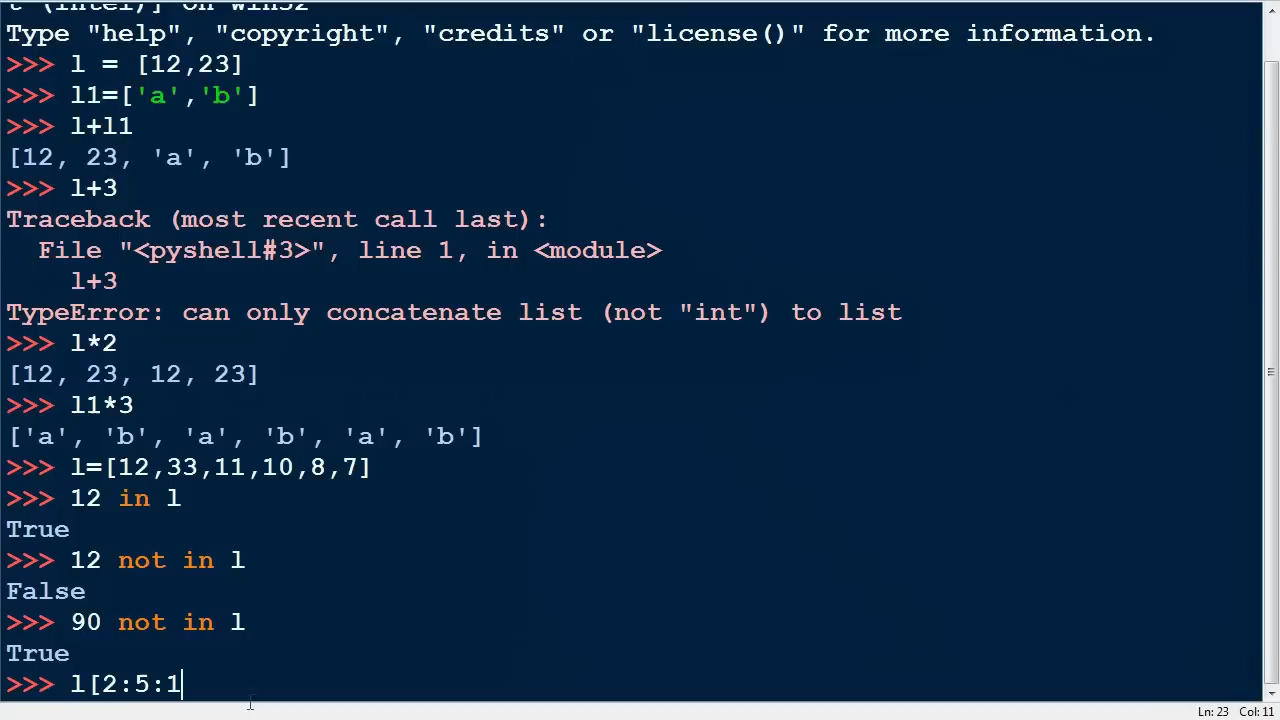 t (Intel)] on win32
Type "help", "copyright", "credits" or "license()" for more information.
>>> l = [12,23]
>>> l1=['a','b']
>>> l+l1
[12, 23, 'a', 'b']
>>> l+3
Traceback (most recent call last):
  File "<pyshell#3>", line 1, in <module>
    l+3
TypeError: can only concatenate list (not "int") to list
>>> l*2
[12, 23, 12, 23]
>>> l1*3
['a', 'b', 'a', 'b', 'a', 'b']
>>> l=[12,33,11,10,8,7]
>>> 12 in l
True
>>> 12 not in l
False
>>> 90 not in l
True
>>> l[2:5:1
Ln: 23 Col: 11